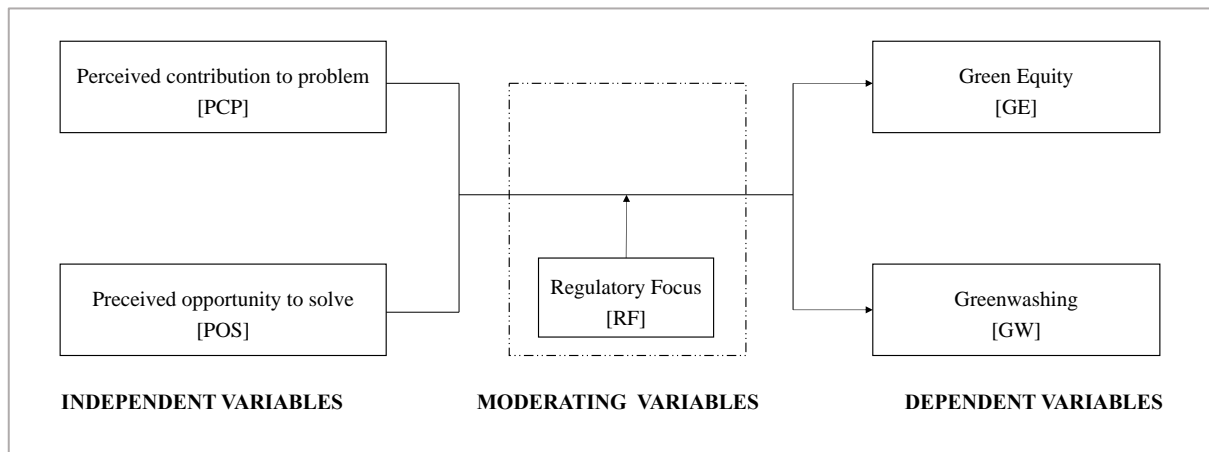 Perceived contribution to problem
[PCP]
Green Equity
[GE]
Regulatory Focus
[RF]
Preceived opportunity to solve
[POS]
Greenwashing
[GW]
INDEPENDENT VARIABLES
MODERATING VARIABLES
DEPENDENT VARIABLES